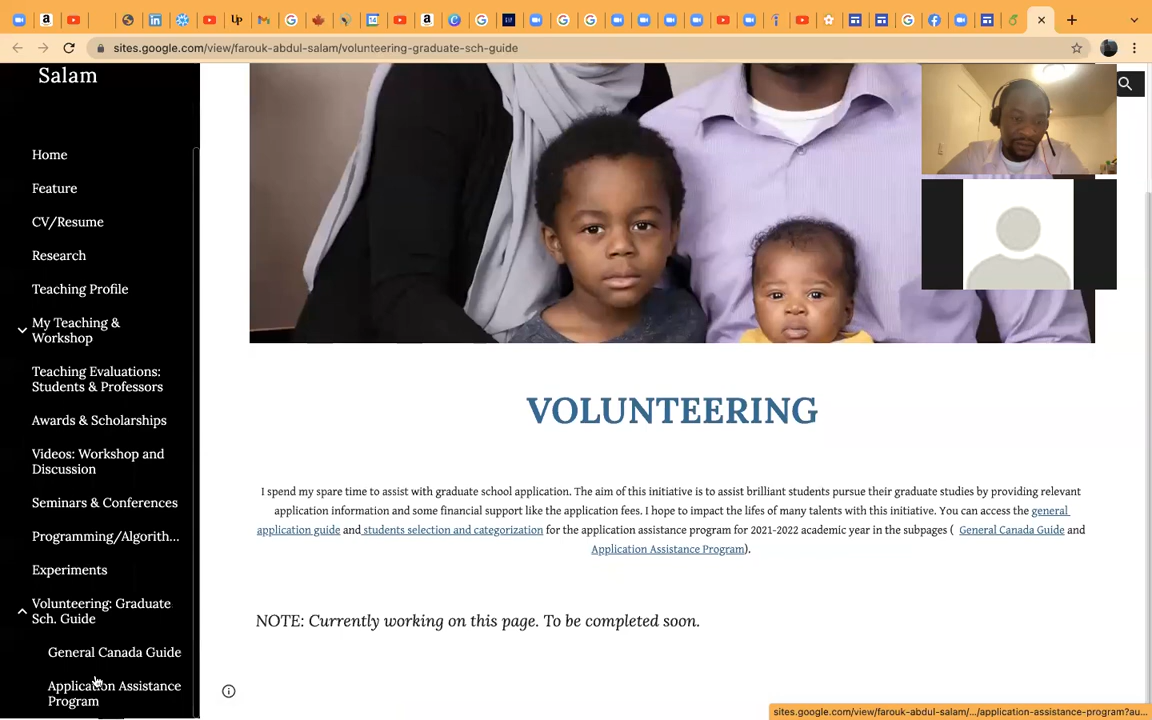 sites.google.com/view/farouk-abdul-salam/volunteering-graduate-sch-guide
Salam
Home
Feature
CV/Resume
Research
Teaching Profile
My Teaching &
Workshop
Teaching Evaluations:
Students & Professors
Awards & Scholarships
Videos: Workshop and
Discussion
Seminars & Conferences
Programming/Algorith...
Experiments
Volunteering: Graduate
Sch. Guide
General Canada Guide
Application Assistance
Program
VOLUNTEERING
I spend my spare time to assist with graduate school application. The aim of this initiative is to assist brilliant students pursue their graduate studies by providing relevant
application information and some financial support like the application fees. I hope to impact the lifes of many talents with this initiative. You can access the general
application guide and students selection and categorization for the application assistance program for 2021-2022 academic year in the subpages ( General Canada Guide and
Application Assistance Program).
NOTE: Currently working on this page. To be completed soon.
sites.google.com/view/farouk-abdul-salam/.../application-assistance-program?au...